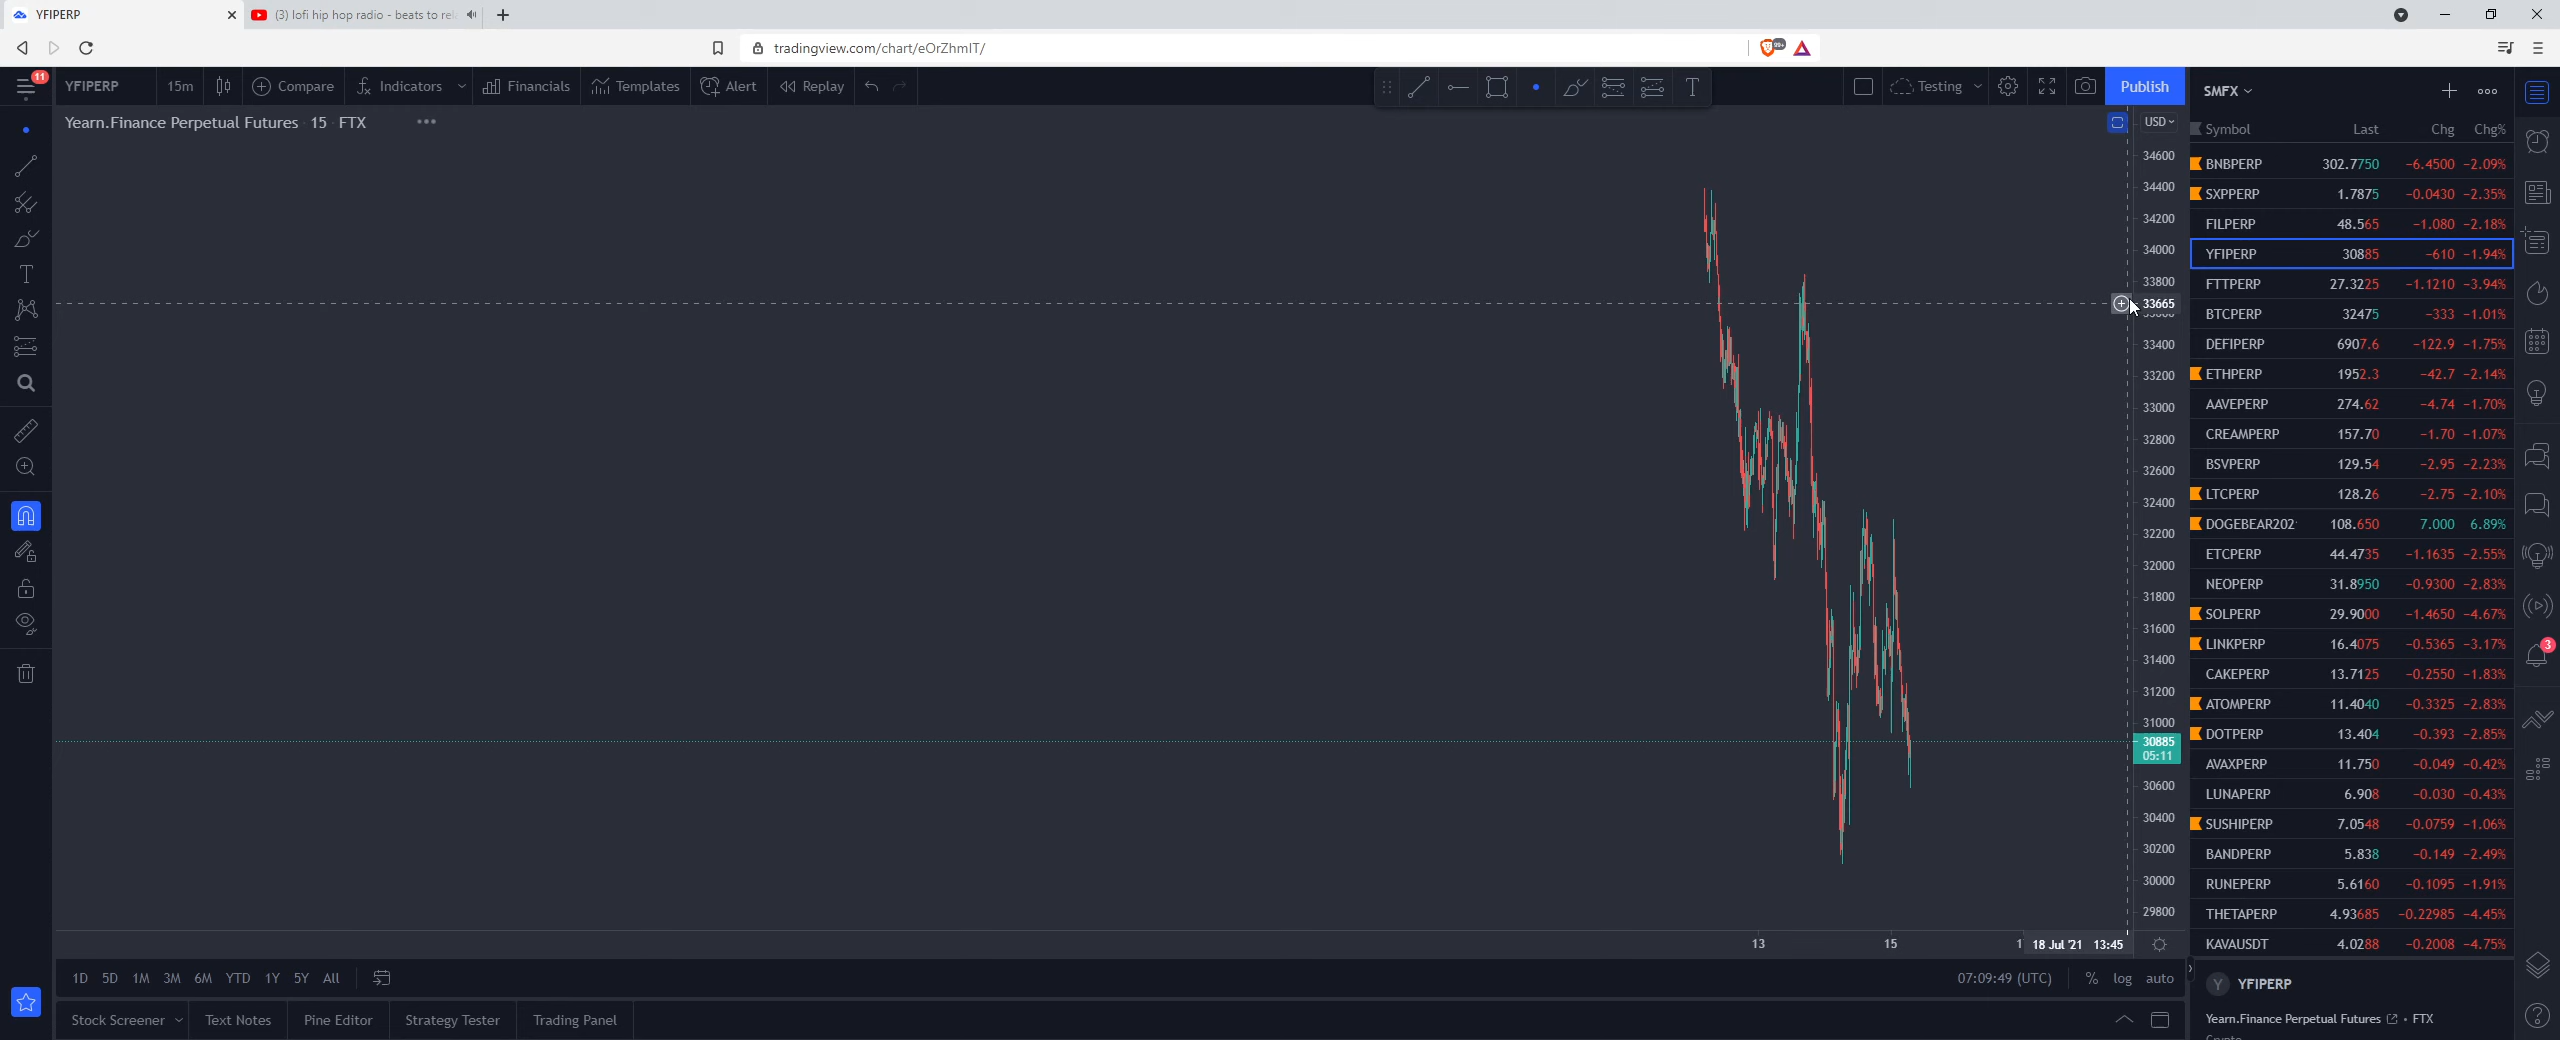 YFIPERP
(3) lofi hip hop radio - beats to rel
tradingview.com/chart/eOrZhmIT/
99+
11
YFIPERP 15m Compare Indicators Financials Templates Alert Replay
T
Testing Publish
Yearn.Finance Perpetual Futures 15 FTX
USD
34600
34400
34200
34000
33800
33665
33400
33200
33000
32800
32600
32400
32200
32000
31800
31600
31400
31200
31000
30885
05:11
30600
30400
30200
30000
29800
13 15 1 18 Jul '21 13:45
1D 5D 1M 3M 6M YTD 1Y 5Y All
07:09:49 (UTC) % log auto
Stock Screener Text Notes Pine Editor Strategy Tester Trading Panel
SMFX
Symbol Last Chg Chg%
BNBPERP 302.7750 -6.4500 -2.09%
SXPPERP 1.7875 -0.0430 -2.35%
FILPERP 48.565 -1.080 -2.18%
YFIPERP 30885 -610 -1.94%
FTTPERP 27.3225 -1.1210 -3.94%
BTCPERP 32475 -333 -1.01%
DEFIPERP 6907.6 -122.9 -1.75%
ETHPERP 1952.3 -42.7 -2.14%
AAVEPERP 274.62 -4.74 -1.70%
CREAMPERP 157.70 -1.70 -1.07%
BSVPERP 129.54 -2.95 -2.23%
LTCPERP 128.26 -2.75 -2.10%
DOGEBEAR202 108.650 7.000 6.89%
ETCPERP 44.4735 -1.1635 -2.55%
NEOPERP 31.8950 -0.9300 -2.83%
SOLPERP 29.9000 -1.4650 -4.67%
LINKPERP 16.4075 -0.5365 -3.17%
CAKEPERP 13.7125 -0.2550 -1.83%
ATOMPERP 11.4040 -0.3325 -2.83%
DOTPERP 13.404 -0.393 -2.85%
AVAXPERP 11.750 -0.049 -0.42%
LUNAPERP 6.908 -0.030 -0.43%
SUSHIPERP 7.0548 -0.0759 -1.06%
BANDPERP 5.838 -0.149 -2.49%
RUNEPERP 5.6160 -0.1095 -1.91%
THETAPERP 4.93685 -0.22985 -4.45%
KAVAUSDT 4.0288 -0.2008 -4.75%
Y YFIPERP
Yearn.Finance Perpetual Futures • FTX
3